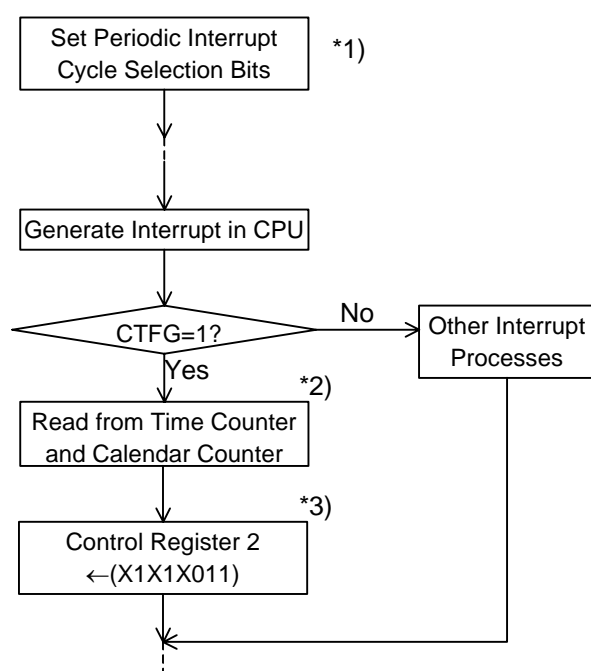 Set Periodic Interrupt
Cycle Selection Bits
*1)
Generate Interrupt in CPU
CTFG=1?
No
Other Interrupt
Processes
Yes
*2)
Read from Time Counter
and Calendar Counter
*3)
Control Register 2
←(X1X1X011)